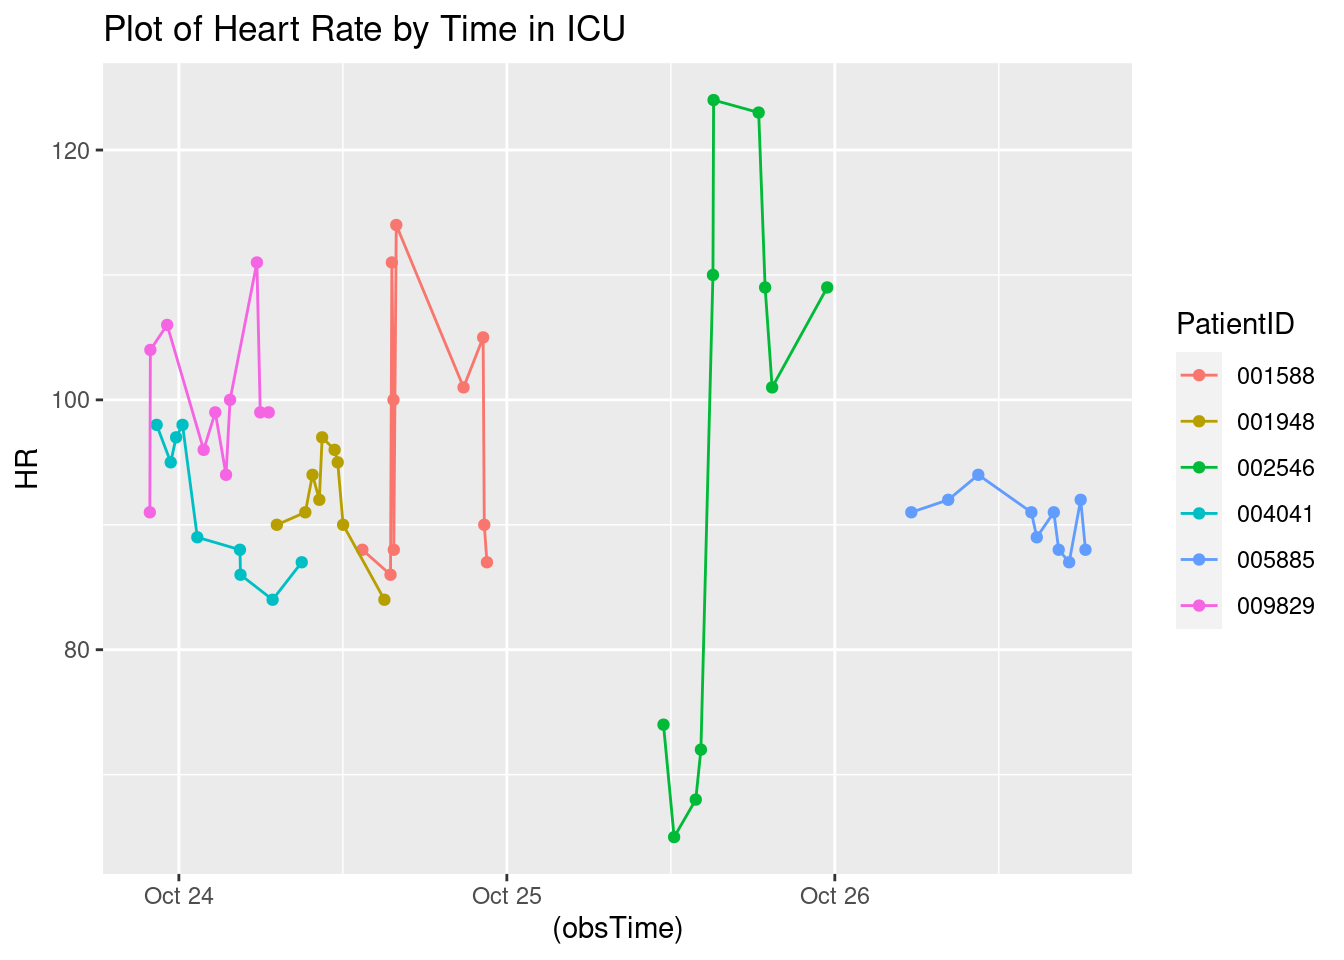 Plot of Heart Rate by Time in ICU
120
100
80
HR
Oct 24
Oct 25
Oct 26
(obsTime)
PatientID
001588
001948
002546
004041
005885
009829